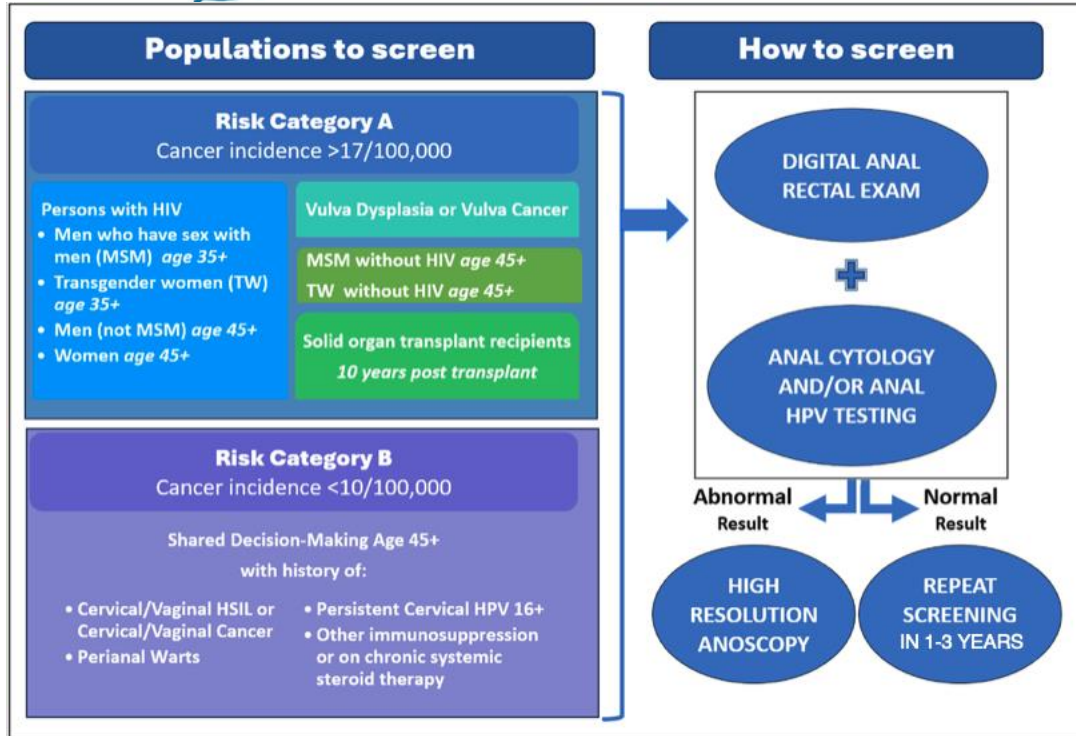 Populations to screen
Risk Category A
Cancer incidence >17/100,000
Persons with HIV
• Men who have sex with
men (MSM) age 35+
• Transgender women (TW)
age 35+
• Men (not MSM) age 45+
• Women age 45+
Vulva Dysplasia or Vulva Cancer
MSM without HIV age 45+
TW without HIV age 45+
Solid organ transplant recipients
10 years post transplant
Risk Category B
Cancer incidence <10/100,000
Shared Decision-Making Age 45+
with history of:
• Cervical/Vaginal HSIL or
Cervical/Vaginal Cancer
• Perianal Warts
• Persistent Cervical HPV 16+
• Other immunosuppression
or on chronic systemic
steroid therapy
How to screen
DIGITAL ANAL
RECTAL EXAM
+
ANAL CYTOLOGY
AND/OR ANAL
HPV TESTING
Abnormal
Result
Normal
Result
HIGH
RESOLUTION
ANOSCOPY
REPEAT
SCREENING
IN 1-3 YEARS